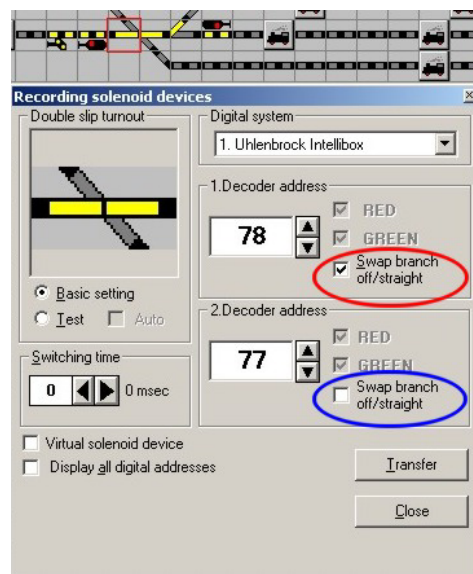 Recording solenoid devices
Double slip turnout
Digital system
1. Uhlenbrock Intellibox
1.Decoder address
78
RED
GREEN
Swap branch
off/straight
Basic setting
Test
Auto
2.Decoder address
77
RED
GREEN
Swap branch
off/straight
Switching time
0
0 msec
Virtual solenoid device
Display all digital addresses
Transfer
Close